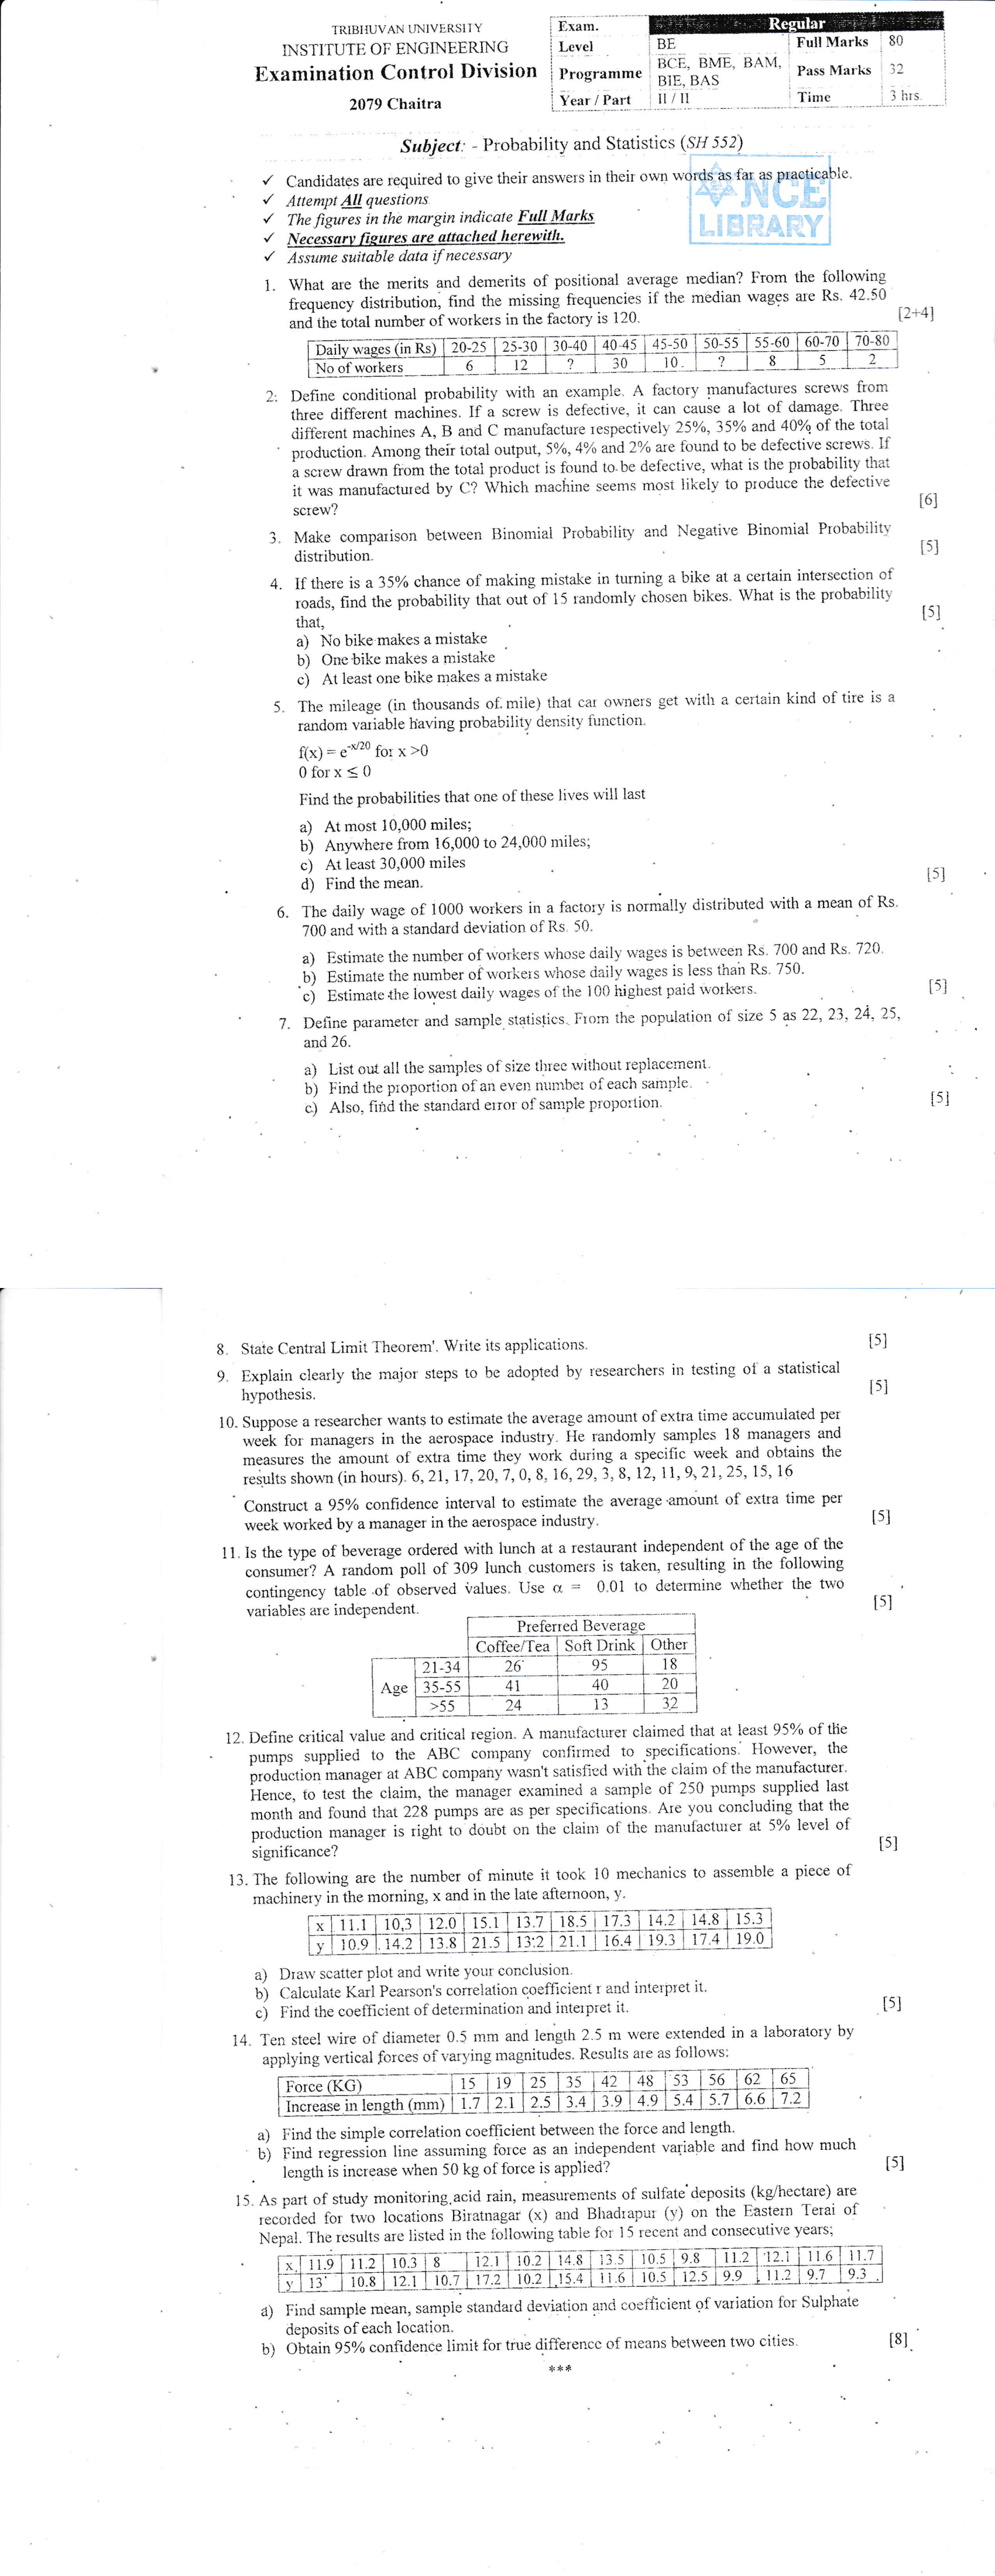 TRIBHUVAN UNIVERSITY
INSTITUTE OF ENGINEERING
Examination Control Division
2079 Chaitra
Exam. Regular
Level BE Full Marks 80
Programme BCE, BME, BAM, BIE, BAS Pass Marks 32
Year / Part II / II Time 3 hrs.
Subject: - Probability and Statistics (SH 552)
NCE
LIBRARY
✓ Candidates are required to give their answers in their own words as far as practicable.
✓ Attempt All questions.
✓ The figures in the margin indicate Full Marks
✓ Necessary figures are attached herewith.
✓ Assume suitable data if necessary
1. What are the merits and demerits of positional average median? From the following
frequency distribution, find the missing frequencies if the median wages are Rs. 42.50
and the total number of workers in the factory is 120. [2+4]
Daily wages (in Rs) 20-25 25-30 30-40 40-45 45-50 50-55 55-60 60-70 70-80
No of workers 6 12 ? 30 10 ? 8 5 2
2. Define conditional probability with an example. A factory manufactures screws from
three different machines. If a screw is defective, it can cause a lot of damage. Three
different machines A, B and C manufacture respectively 25%, 35% and 40% of the total
production. Among their total output, 5%, 4% and 2% are found to be defective screws. If
a screw drawn from the total product is found to be defective, what is the probability that
it was manufactured by C? Which machine seems most likely to produce the defective
screw? [6]
3. Make comparison between Binomial Probability and Negative Binomial Probability
distribution. [5]
4. If there is a 35% chance of making mistake in turning a bike at a certain intersection of
roads, find the probability that out of 15 randomly chosen bikes. What is the probability
that, [5]
a) No bike makes a mistake
b) One bike makes a mistake
c) At least one bike makes a mistake
5. The mileage (in thousands of mile) that car owners get with a certain kind of tire is a
random variable having probability density function.
f(x) = e^-x/20 for x >0
0 for x ≤ 0
Find the probabilities that one of these lives will last
a) At most 10,000 miles;
b) Anywhere from 16,000 to 24,000 miles;
c) At least 30,000 miles
d) Find the mean. [5]
6. The daily wage of 1000 workers in a factory is normally distributed with a mean of Rs.
700 and with a standard deviation of Rs. 50.
a) Estimate the number of workers whose daily wages is between Rs. 700 and Rs. 720.
b) Estimate the number of workers whose daily wages is less than Rs. 750.
c) Estimate the lowest daily wages of the 100 highest paid workers. [5]
7. Define parameter and sample statistics. From the population of size 5 as 22, 23, 24, 25,
and 26.
a) List out all the samples of size three without replacement.
b) Find the proportion of an even number of each sample.
c) Also, find the standard error of sample proportion. [5]
8. State Central Limit Theorem'. Write its applications. [5]
9. Explain clearly the major steps to be adopted by researchers in testing of a statistical
hypothesis. [5]
10. Suppose a researcher wants to estimate the average amount of extra time accumulated per
week for managers in the aerospace industry. He randomly samples 18 managers and
measures the amount of extra time they work during a specific week and obtains the
results shown (in hours). 6, 21, 17, 20, 7, 0, 8, 16, 29, 3, 8, 12, 11, 9, 21, 25, 15, 16
Construct a 95% confidence interval to estimate the average amount of extra time per
week worked by a manager in the aerospace industry. [5]
11. Is the type of beverage ordered with lunch at a restaurant independent of the age of the
consumer? A random poll of 309 lunch customers is taken, resulting in the following
contingency table of observed values. Use α = 0.01 to determine whether the two
variables are independent. [5]
Preferred Beverage
Coffee/Tea Soft Drink Other
21-34 26 95 18
Age 35-55 41 40 20
>55 24 13 32
12. Define critical value and critical region. A manufacturer claimed that at least 95% of the
pumps supplied to the ABC company confirmed to specifications. However, the
production manager at ABC company wasn't satisfied with the claim of the manufacturer.
Hence, to test the claim, the manager examined a sample of 250 pumps supplied last
month and found that 228 pumps are as per specifications. Are you concluding that the
production manager is right to doubt on the claim of the manufacturer at 5% level of
significance? [5]
13. The following are the number of minute it took 10 mechanics to assemble a piece of
machinery in the morning, x and in the late afternoon, y.
x 11.1 10,3 12.0 15.1 13.7 18.5 17.3 14.2 14.8 15.3
y 10.9 14.2 13.8 21.5 13.2 21.1 16.4 19.3 17.4 19.0
a) Draw scatter plot and write your conclusion.
b) Calculate Karl Pearson's correlation coefficient r and interpret it.
c) Find the coefficient of determination and interpret it. [5]
14. Ten steel wire of diameter 0.5 mm and length 2.5 m were extended in a laboratory by
applying vertical forces of varying magnitudes. Results are as follows:
Force (KG) 15 19 25 35 42 48 53 56 62 65
Increase in length (mm) 1.7 2.1 2.5 3.4 3.9 4.9 5.4 5.7 6.6 7.2
a) Find the simple correlation coefficient between the force and length.
b) Find regression line assuming force as an independent variable and find how much
length is increase when 50 kg of force is applied? [5]
15. As part of study monitoring acid rain, measurements of sulfate deposits (kg/hectare) are
recorded for two locations Biratnagar (x) and Bhadrapur (y) on the Eastern Terai of
Nepal. The results are listed in the following table for 15 recent and consecutive years;
x 11.9 11.2 10.3 8 12.1 10.2 14.8 13.5 10.5 9.8 11.2 12.1 11.6 11.7
y 13 10.8 12.1 10.7 17.2 10.2 15.4 11.6 10.5 12.5 9.9 11.2 9.7 9.3
a) Find sample mean, sample standard deviation and coefficient of variation for Sulphate
deposits of each location.
b) Obtain 95% confidence limit for true difference of means between two cities. [8]
***